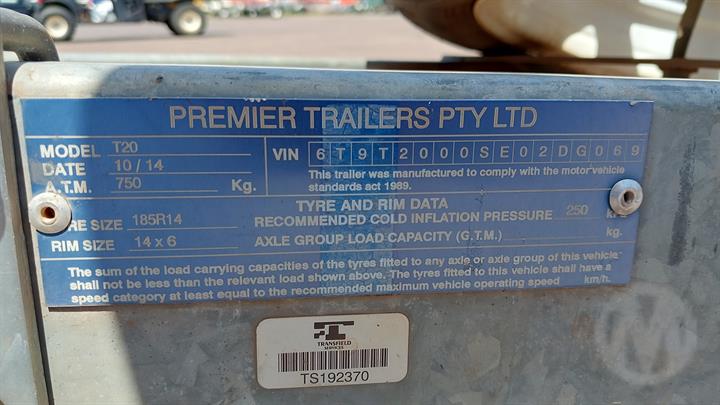 PREMIER TRAILERS PTY LTD
MODEL T20
DATE 10/14
A.T.M. 750 Kg.
VIN 6T9T2000SE02DG069
This trailer was manufactured to comply with the motor vehicle
standards act 1989.
TYRE AND RIM DATA
SIZE 185R14 RECOMMENDED COLD INFLATION PRESSURE 250
RIM SIZE 14 x 6 AXLE GROUP LOAD CAPACITY (G.T.M.) kg.
The sum of the load carrying capacities of the tyres fitted to any axle or axle group of this vehicle
shall not be less than the relevant load shown above. The tyres fitted to this vehicle shall have a
speed category at least equal to the recommended maximum vehicle operating speed km/h.
TRANSFIELD
SERVICES
TS192370
M